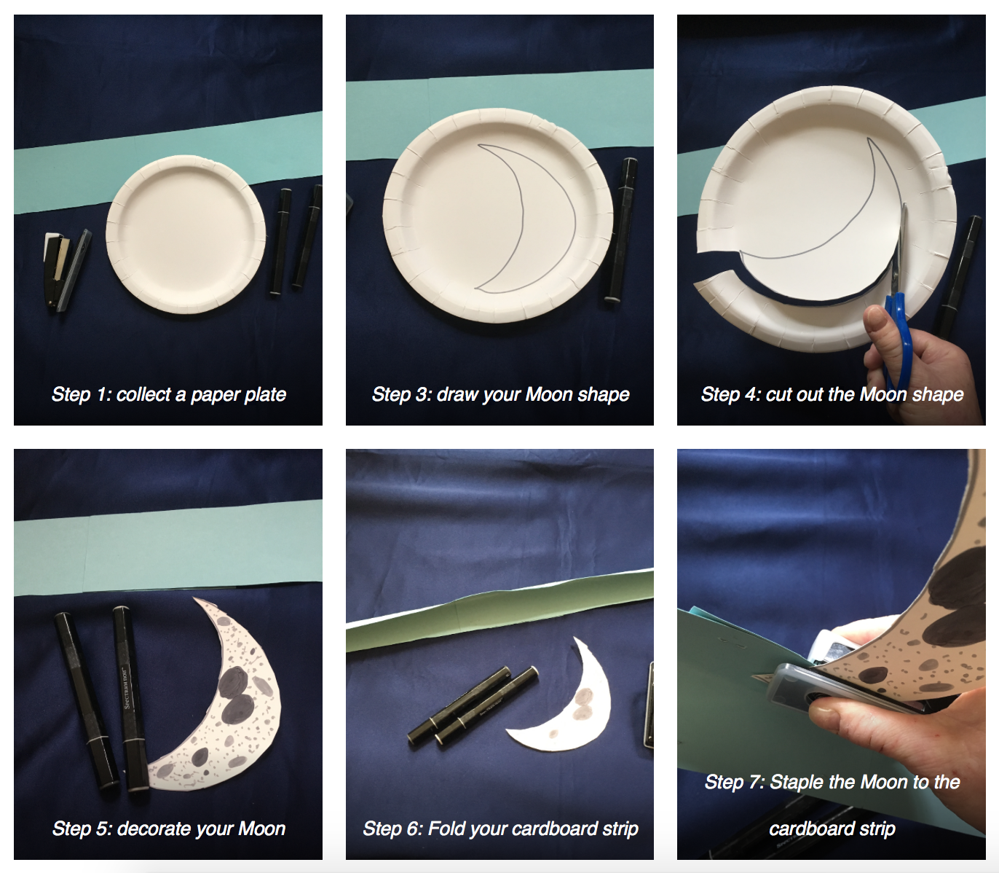 Step 1: collect a paper plate
Step 3: draw your Moon shape
Step 4: cut out the Moon shape
SPECTRUM NOIR
Step 5: decorate your Moon
Step 6: Fold your cardboard strip
Step 7: Staple the Moon to the
cardboard strip